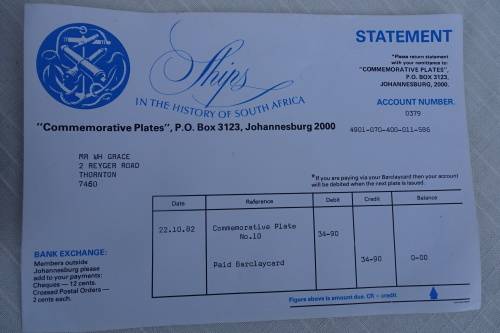 STATEMENT
*Please return statement
with your remittance to:
"COMMEMORATIVE PLATES",
P.O. BOX 3123,
JOHANNESBURG, 2000.
Ships
IN THE HISTORY OF SOUTH AFRICA
"Commemorative Plates", P.O. Box 3123, Johannesburg 2000
ACCOUNT NUMBER
0379
4901-070-400-011-586
MR WH GRACE
2 REYGER ROAD
THORNTON
7460
*If you are paying via your Barclaycard then your account
will be debited when the next plate is issued.
Date Reference Debit Credit Balance
22.10.82 Commemorative Plate
No.10 34-90
Paid Barclaycard 34-90 0-00
BANK EXCHANGE:
Members outside
Johannesburg please
add to your payments:
Cheques — 12 cents.
Crossed Postal Orders —
2 cents each.
Figure above is amount due. CR = credit.